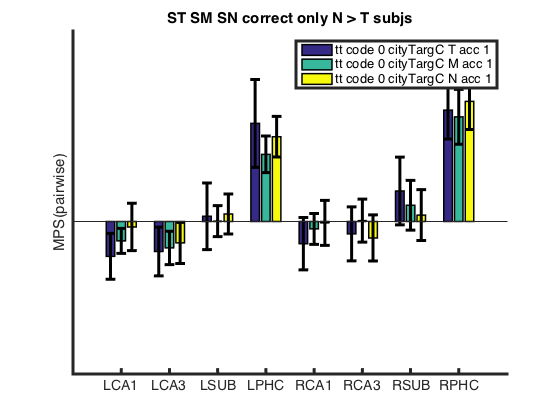 ST SM SN correct only N > T subjs
tt code 0 cityTargC T acc 1
tt code 0 cityTargC M acc 1
tt code 0 cityTargC N acc 1
MPS(pairwise)
LCA1 LCA3 LSUB LPHC RCA1 RCA3 RSUB RPHC